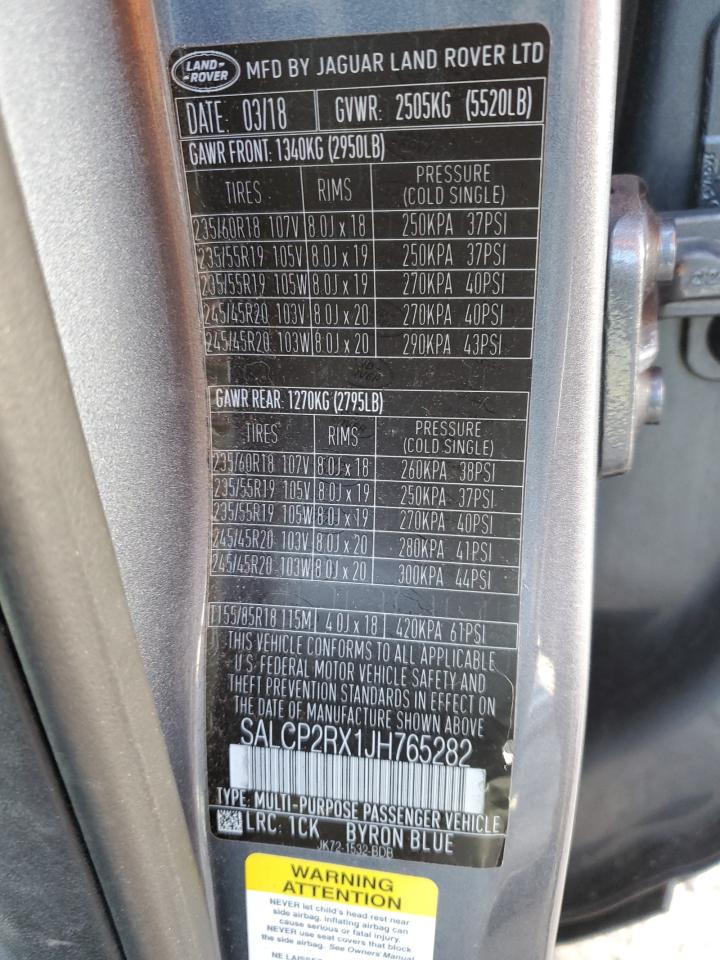 LAND-
-ROVER
MFD BY JAGUAR LAND ROVER LTD
DATE: 03/18 GVWR: 2505KG (5520LB)
GAWR FRONT: 1340KG (2950LB)
TIRES RIMS PRESSURE
(COLD SINGLE)
235/60R18 107V 8.0J x 18 250KPA 37PSI
235/55R19 105V 8.0J x 19 250KPA 37PSI
235/55R19 105W 8.0J x 19 270KPA 40PSI
245/45R20 103V 8.0J x 20 270KPA 40PSI
245/45R20 103W 8.0J x 20 290KPA 43PSI
GAWR REAR: 1270KG (2795LB)
TIRES RIMS PRESSURE
(COLD SINGLE)
235/60R18 107V 8.0J x 18 260KPA 38PSI
235/55R19 105V 8.0J x 19 250KPA 37PSI
235/55R19 105W 8.0J x 19 270KPA 40PSI
245/45R20 103V 8.0J x 20 280KPA 41PSI
245/45R20 103W 8.0J x 20 300KPA 44PSI
T155/85R18 115M 4.0J x 18 420KPA 61PSI
THIS VEHICLE CONFORMS TO ALL APPLICABLE
U.S. FEDERAL MOTOR VEHICLE SAFETY AND
THEFT PREVENTION STANDARDS IN EFFECT ON
THE DATE OF MANUFACTURE SHOWN ABOVE
SALCP2RX1JH765282
TYPE: MULTI-PURPOSE PASSENGER VEHICLE
LRC: 1CK BYRON BLUE
JK72-1532-BDB
WARNING
ATTENTION
NEVER let child's head rest near
side airbag. Inflating airbag can
cause serious or fatal injury.
NEVER use seat covers that block
the side airbag. See Owners Manual
NE LAISSE